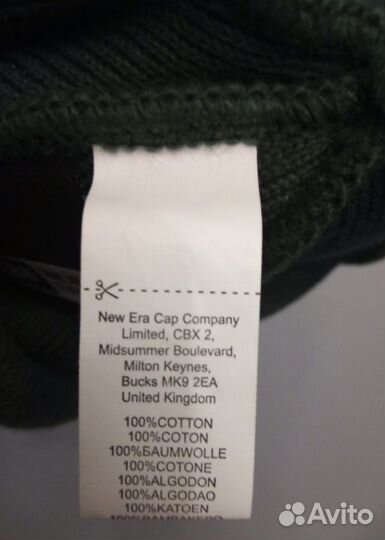 New Era Cap Company
Limited, CBX 2,
Midsummer Boulevard,
Milton Keynes,
Bucks MK9 2EA
United Kingdom
100%COTTON
100%COTON
100%БAUMWOLLE
100%COTONE
100%ALGODON
100%ALGODAO
100%KATOEN
Avito